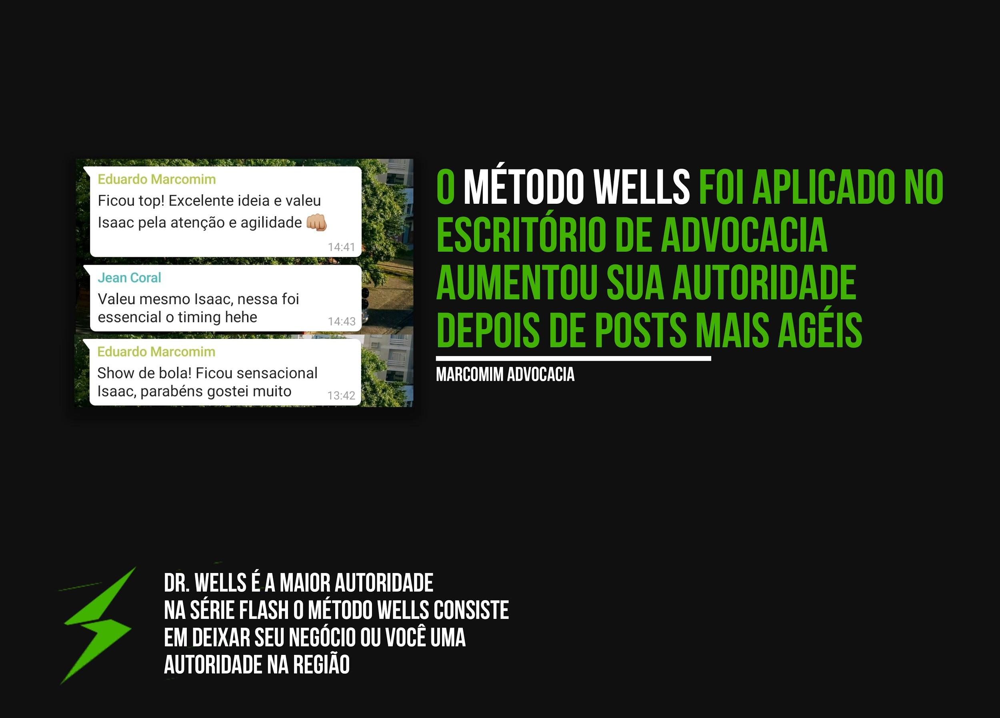 Eduardo Marcomim
Ficou top! Excelente ideia e valeu
Isaac pela atenção e agilidade 👊🏼
14:41
Jean Coral
Valeu mesmo Isaac, nessa foi
essencial o timing hehe
14:43
Eduardo Marcomim
Show de bola! Ficou sensacional
Isaac, parabéns gostei muito
13:42
O MÉTODO WELLS FOI APLICADO NO
ESCRITÓRIO DE ADVOCACIA
AUMENTOU SUA AUTORIDADE
DEPOIS DE POSTS MAIS AGÉIS
MARCOMIM ADVOCACIA
DR. WELLS É A MAIOR AUTORIDADE
NA SÉRIE FLASH O MÉTODO WELLS CONSISTE
EM DEIXAR SEU NEGÓCIO OU VOCÊ UMA
AUTORIDADE NA REGIÃO